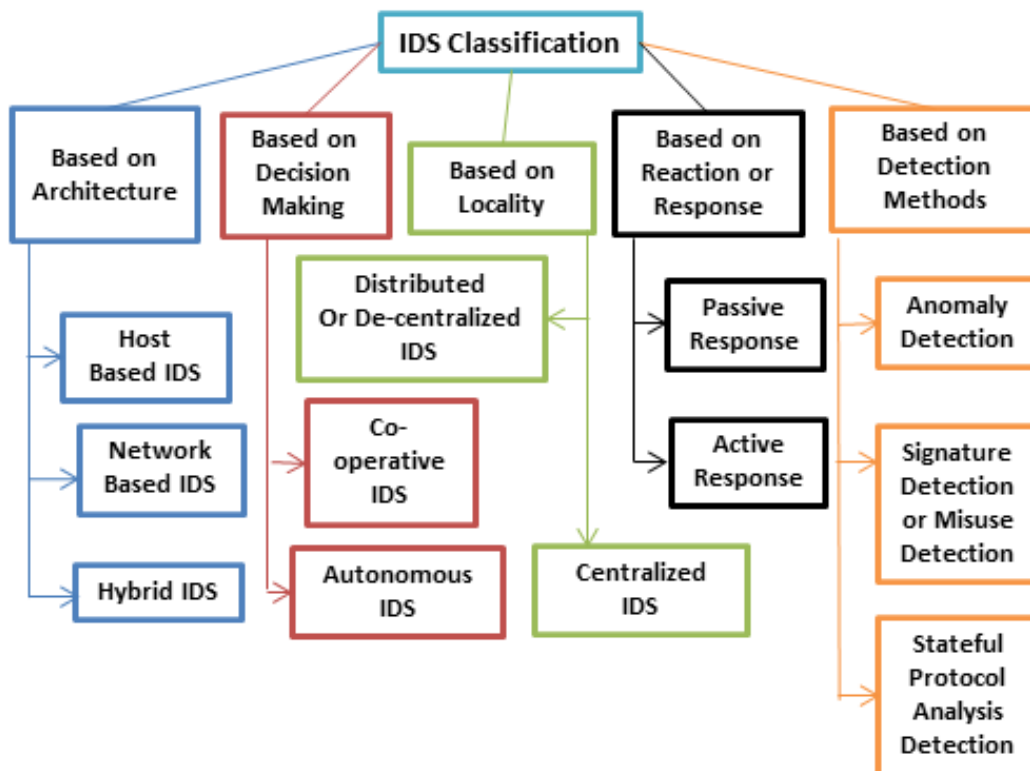 IDS Classification
Based on
Architecture
Based on
Decision
Making
Based on
Locality
Based on
Reaction or
Response
Based on
Detection
Methods
Host
Based IDS
Network
Based IDS
Hybrid IDS
Co-
operative
IDS
Autonomous
IDS
Distributed
Or De-centralized
IDS
Centralized
IDS
Passive
Response
Active
Response
Anomaly
Detection
Signature
Detection
or Misuse
Detection
Stateful
Protocol
Analysis
Detection